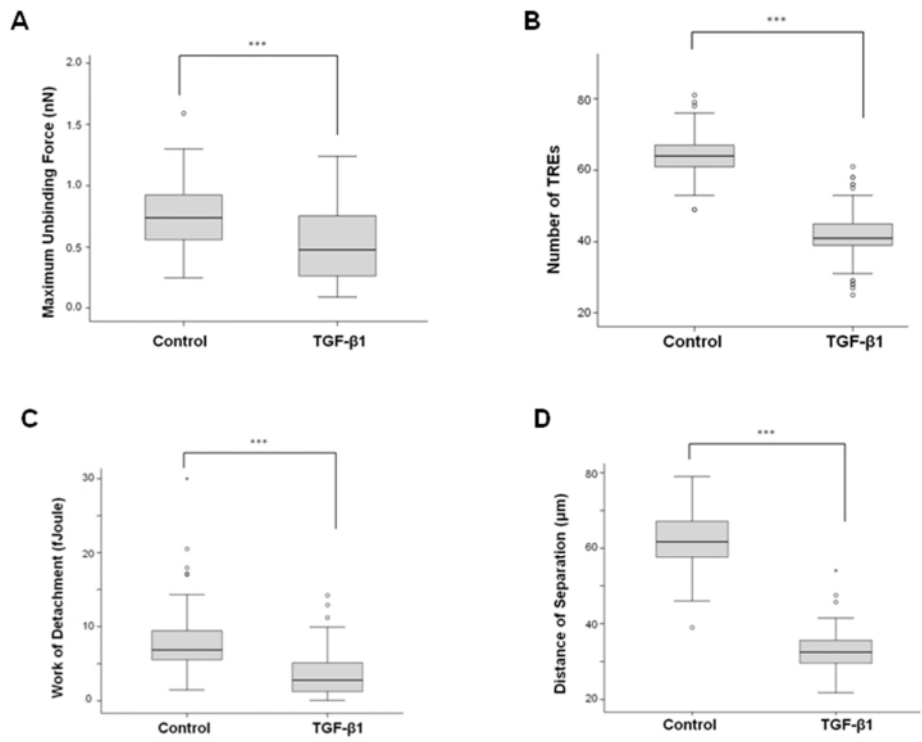 A
***
Maximum Unbinding Force (nN)
2.0
1.5
1.0
0.5
0.0
Control TGF-β1
B
***
Number of TREs
80
60
40
20
Control TGF-β1
C
***
Work of Detachment (fJoule)
30
20
10
0
Control TGF-β1
D
***
Distance of Separation (µm)
80
60
40
20
Control TGF-β1